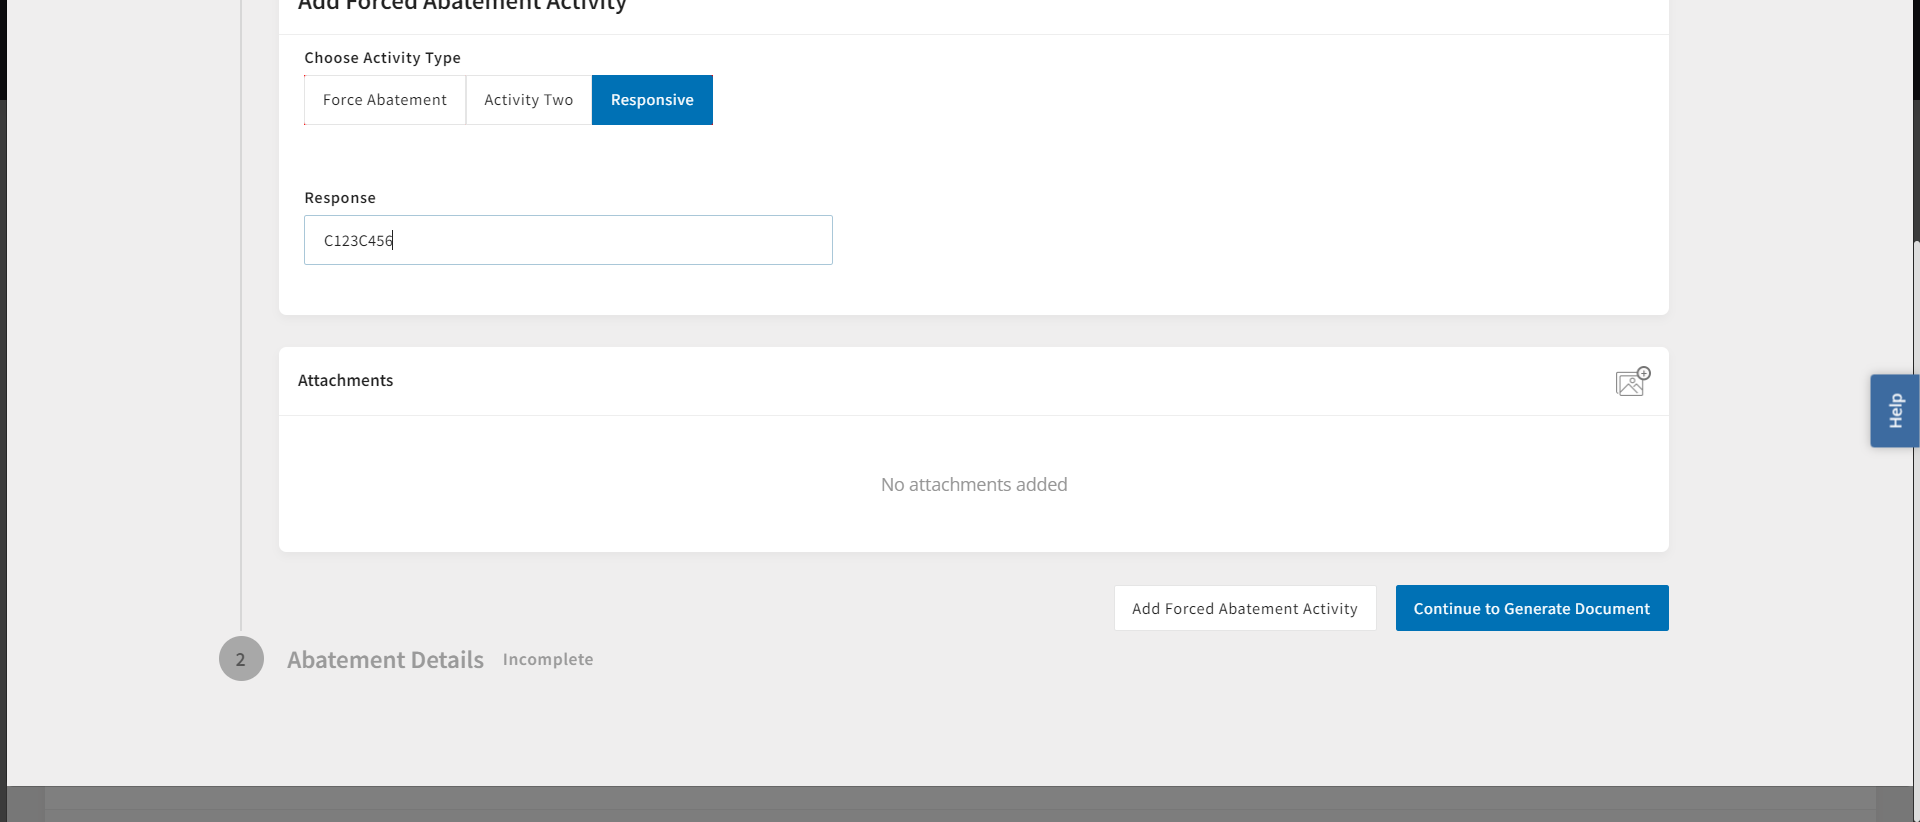 Add Forced Abatement Activity
Choose Activity Type
Force Abatement
Activity Two
Responsive
Response
C123C456
Attachments
No attachments added
Help
Add Forced Abatement Activity
Continue to Generate Document
2
Abatement Details
Incomplete